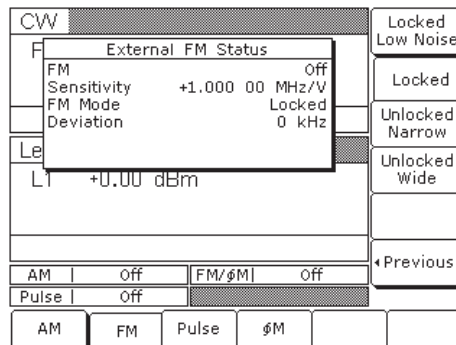 CW
F
External FM Status
FM Off
Sensitivity +1.000 00 MHz/V
FM Mode Locked
Deviation 0 kHz
Le
L1 +0.00 dBm
AM Off
FM/ϕM Off
Pulse Off
AM
FM
Pulse
ϕM
Locked
Low Noise
Locked
Unlocked
Narrow
Unlocked
Wide
◂Previous